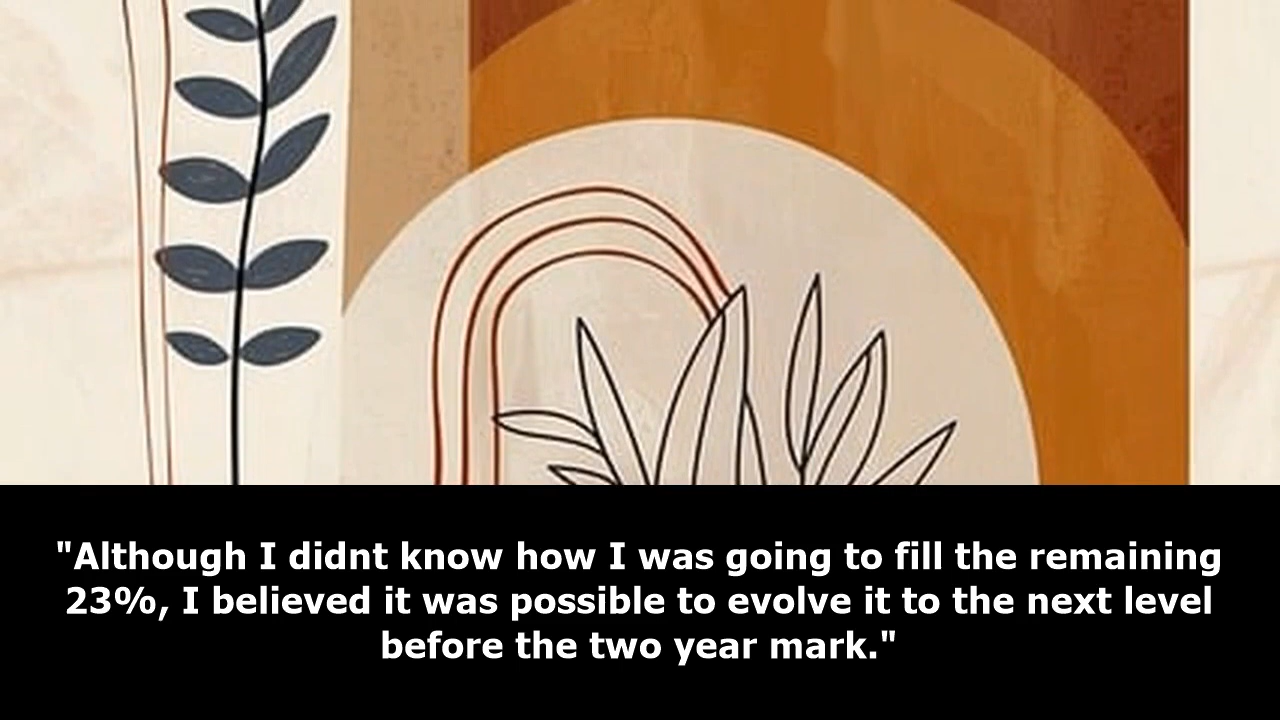 "Although I didnt know how I was going to fill the remaining
23%, I believed it was possible to evolve it to the next level
before the two year mark."